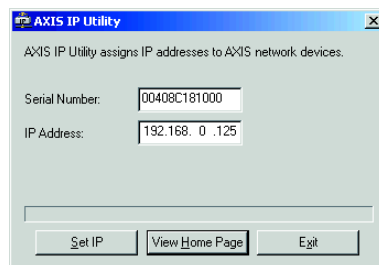 AXIS IP Utility
AXIS IP Utility assigns IP addresses to AXIS network devices.
Serial Number: 00408C181000
IP Address: 192.168. 0 .125
Set IP View Home Page Exit